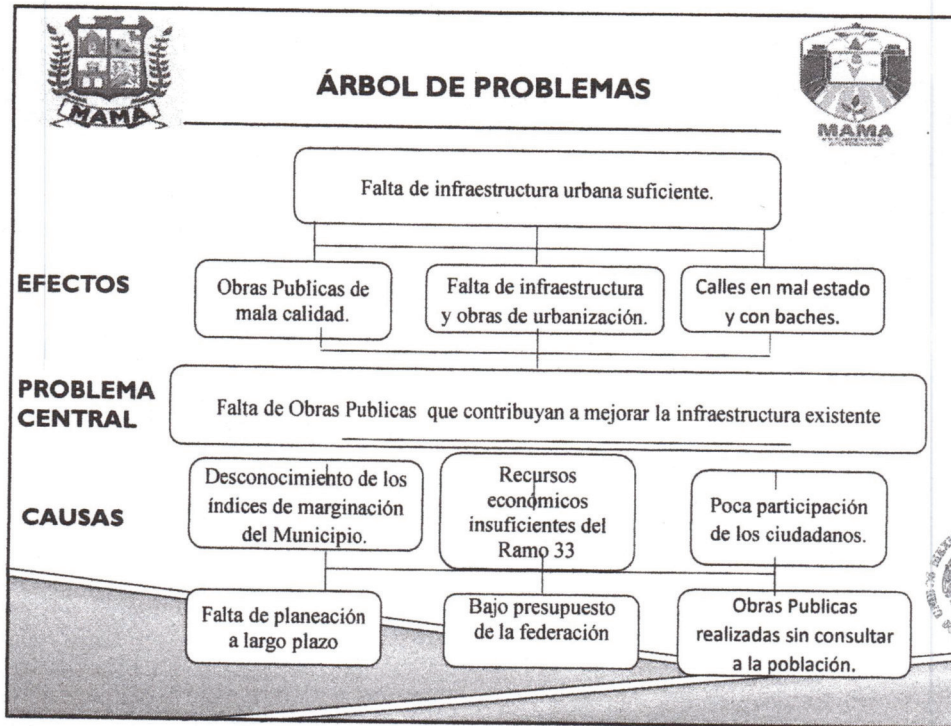 MAMA
ÁRBOL DE PROBLEMAS
MAMA
Falta de infraestructura urbana suficiente.
EFECTOS
Obras Publicas de
mala calidad.
Falta de infraestructura
y obras de urbanización.
Calles en mal estado
y con baches.
PROBLEMA
CENTRAL
Falta de Obras Publicas que contribuyan a mejorar la infraestructura existente
CAUSAS
Desconocimiento de los
índices de marginación
del Municipio.
Recursos
económicos
insuficientes del
Ramo 33
Poca participación
de los ciudadanos.
Falta de planeación
a largo plazo
Bajo presupuesto
de la federación
Obras Publicas
realizadas sin consultar
a la población.